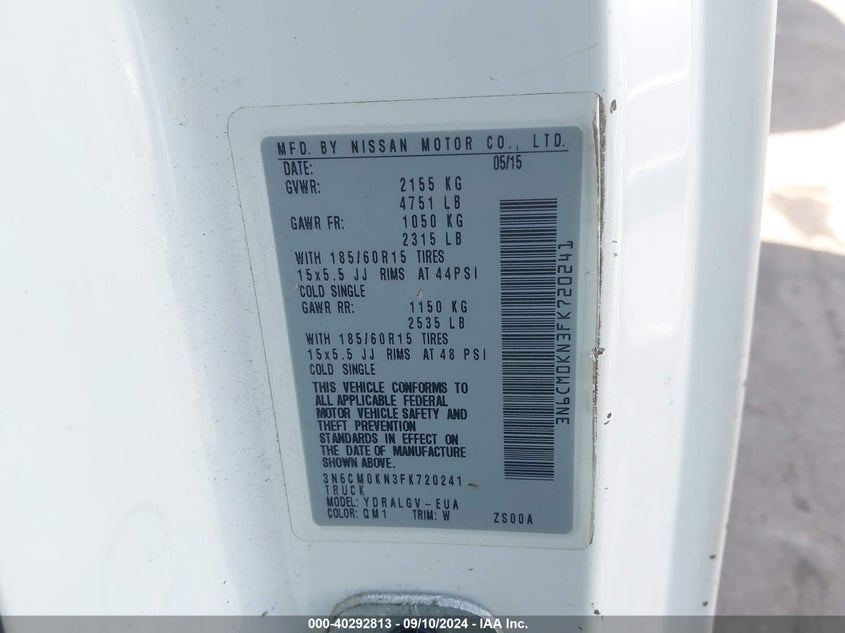 MFD. BY NISSAN MOTOR CO., LTD.
DATE: 05/15
GVWR: 2155 KG
4751 LB
GAWR FR: 1050 KG
2315 LB
WITH 185/60R15 TIRES
15x5.5 JJ RIMS AT 44PSI
COLD SINGLE
GAWR RR: 1150 KG
2535 LB
WITH 185/60R15 TIRES
15x5.5 JJ RIMS AT 48 PSI
COLD SINGLE
THIS VEHICLE CONFORMS TO
ALL APPLICABLE FEDERAL
MOTOR VEHICLE SAFETY AND
THEFT PREVENTION
STANDARDS IN EFFECT ON
THE DATE OF MANUFACTURE
SHOWN ABOVE.
3N6CM0KN3FK720241
TRUCK
MODEL: YDRALGV-EUA
COLOR: QM1 TRIM: W ZS00A
3N6CM0KN3FK720241
000-40292813 - 09/10/2024 - IAA Inc.